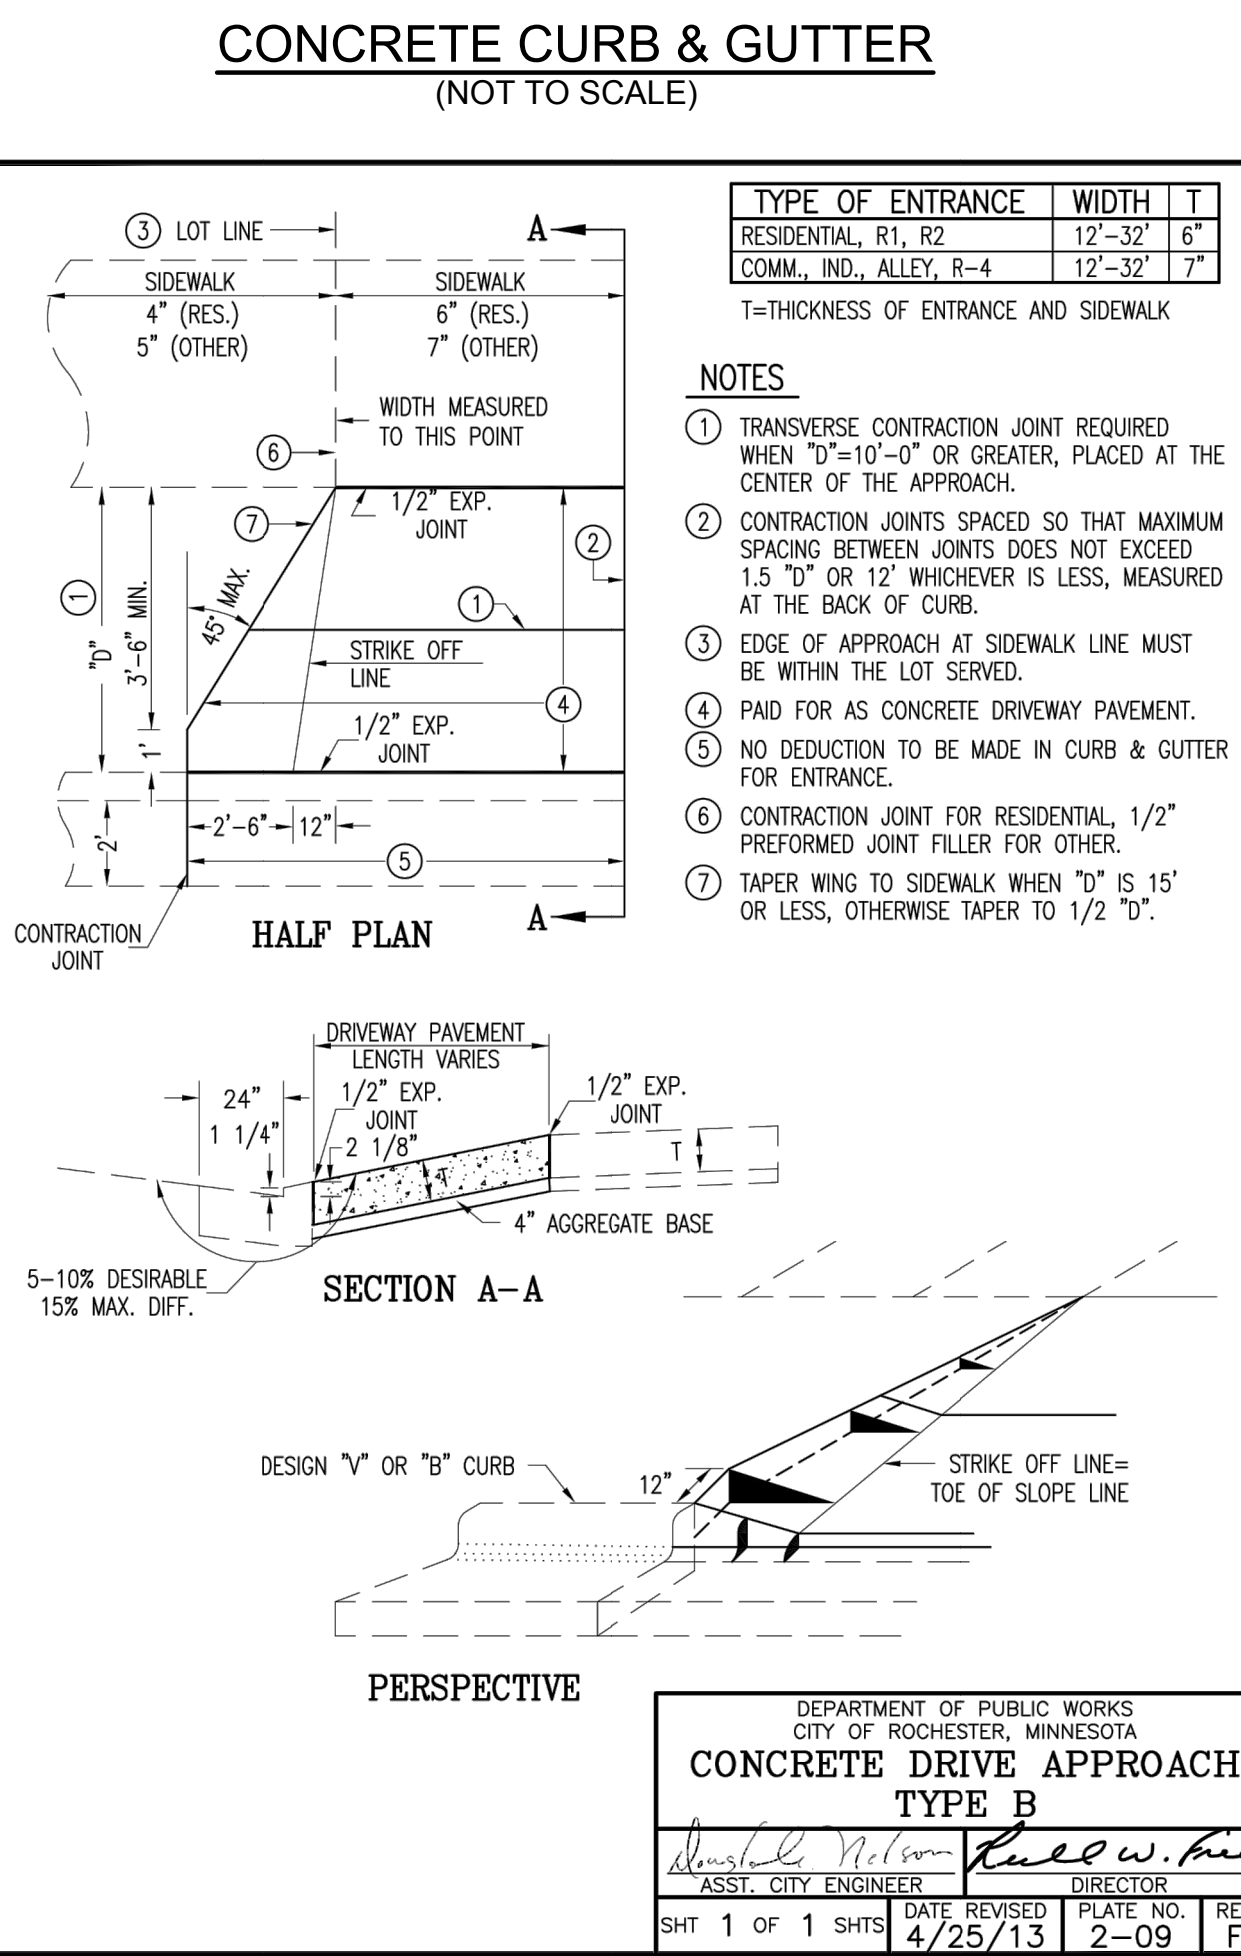 CONCRETE CURB & GUTTER
(NOT TO SCALE)
3 LOT LINE
A
SIDEWALK
4" (RES.)
5" (OTHER)
SIDEWALK
6" (RES.)
7" (OTHER)
WIDTH MEASURED
TO THIS POINT
6
7
1/2" EXP.
JOINT
2
1
1
"D"
3'-6" MIN.
45° MAX.
STRIKE OFF
LINE
4
1/2" EXP.
JOINT
1'
2'
2'-6"
12"
5
A
CONTRACTION
JOINT
HALF PLAN
TYPE OF ENTRANCE WIDTH T
RESIDENTIAL, R1, R2 12'-32' 6"
COMM., IND., ALLEY, R-4 12'-32' 7"
T=THICKNESS OF ENTRANCE AND SIDEWALK
NOTES
1 TRANSVERSE CONTRACTION JOINT REQUIRED
WHEN "D"=10'-0" OR GREATER, PLACED AT THE
CENTER OF THE APPROACH.
2 CONTRACTION JOINTS SPACED SO THAT MAXIMUM
SPACING BETWEEN JOINTS DOES NOT EXCEED
1.5 "D" OR 12' WHICHEVER IS LESS, MEASURED
AT THE BACK OF CURB.
3 EDGE OF APPROACH AT SIDEWALK LINE MUST
BE WITHIN THE LOT SERVED.
4 PAID FOR AS CONCRETE DRIVEWAY PAVEMENT.
5 NO DEDUCTION TO BE MADE IN CURB & GUTTER
FOR ENTRANCE.
6 CONTRACTION JOINT FOR RESIDENTIAL, 1/2"
PREFORMED JOINT FILLER FOR OTHER.
7 TAPER WING TO SIDEWALK WHEN "D" IS 15'
OR LESS, OTHERWISE TAPER TO 1/2 "D".
DRIVEWAY PAVEMENT
LENGTH VARIES
24"
1 1/4"
1/2" EXP.
JOINT
2 1/8"
1/2" EXP.
JOINT
T
T
4" AGGREGATE BASE
5-10% DESIRABLE
15% MAX. DIFF.
SECTION A-A
DESIGN "V" OR "B" CURB
12"
STRIKE OFF LINE=
TOE OF SLOPE LINE
PERSPECTIVE
DEPARTMENT OF PUBLIC WORKS
CITY OF ROCHESTER, MINNESOTA
CONCRETE DRIVE APPROACH
TYPE B
Nelson
ASST. CITY ENGINEER
DIRECTOR
SHT 1 OF 1 SHTS
DATE REVISED
4/25/13
PLATE NO.
2-09
RE
F